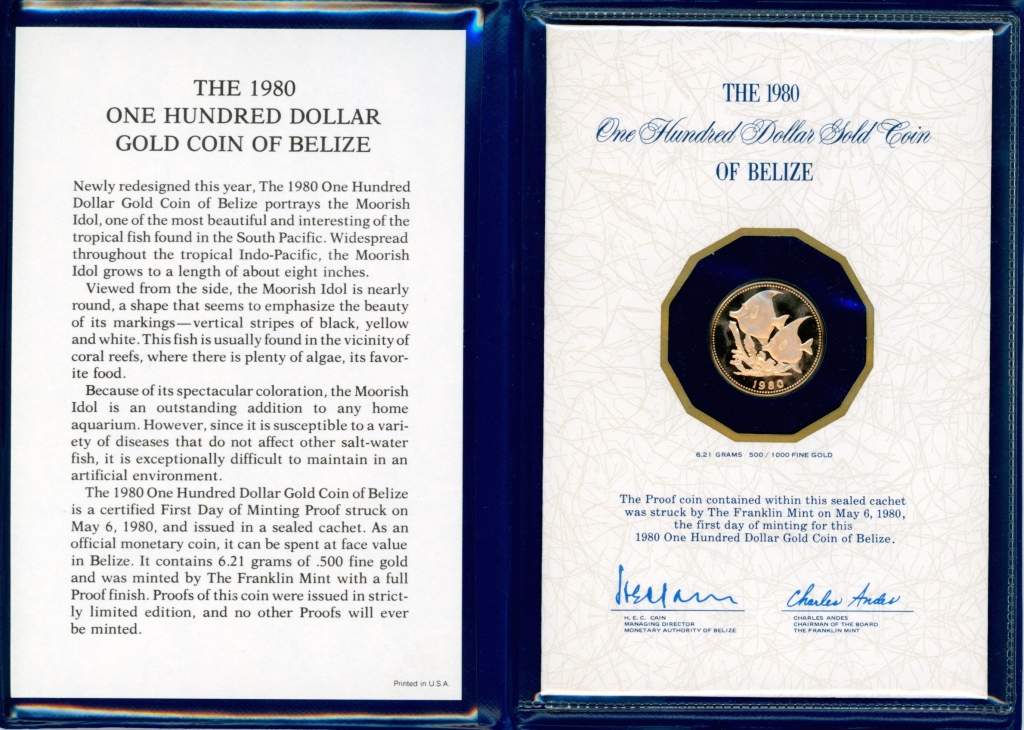 THE 1980
ONE HUNDRED DOLLAR
GOLD COIN OF BELIZE
Newly redesigned this year, The 1980 One Hundred
Dollar Gold Coin of Belize portrays the Moorish
Idol, one of the most beautiful and interesting of the
tropical fish found in the South Pacific. Widespread
throughout the tropical Indo-Pacific, the Moorish
Idol grows to a length of about eight inches.
Viewed from the side, the Moorish Idol is nearly
round, a shape that seems to emphasize the beauty
of its markings—vertical stripes of black, yellow
and white. This fish is usually found in the vicinity of
coral reefs, where there is plenty of algae, its favor-
ite food.
Because of its spectacular coloration, the Moorish
Idol is an outstanding addition to any home
aquarium. However, since it is susceptible to a vari-
ety of diseases that do not affect other salt-water
fish, it is exceptionally difficult to maintain in an
artificial environment.
The 1980 One Hundred Dollar Gold Coin of Belize
is a certified First Day of Minting Proof struck on
May 6, 1980, and issued in a sealed cachet. As an
official monetary coin, it can be spent at face value
in Belize. It contains 6.21 grams of .500 fine gold
and was minted by The Franklin Mint with a full
Proof finish. Proofs of this coin were issued in strict-
ly limited edition, and no other Proofs will ever
be minted.
Printed in U.S.A.
THE 1980
One Hundred Dollar Gold Coin
OF BELIZE
1980
6.21 GRAMS 500/1000 FINE GOLD
The Proof coin contained within this sealed cachet
was struck by The Franklin Mint on May 6, 1980,
the first day of minting for this
1980 One Hundred Dollar Gold Coin of Belize.
HECain
H. E. C. CAIN
MANAGING DIRECTOR
MONETARY AUTHORITY OF BELIZE
Charles Andes
CHARLES ANDES
CHAIRMAN OF THE BOARD
THE FRANKLIN MINT